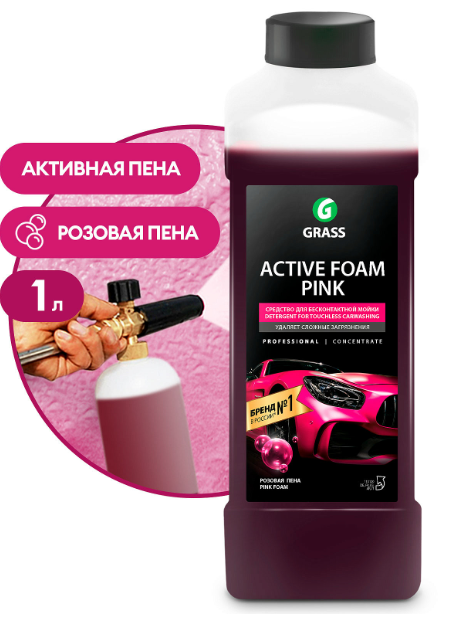 АКТИВНАЯ ПЕНА
РОЗОВАЯ ПЕНА
1 л
GRASS
ACTIVE FOAM
PINK
СРЕДСТВО ДЛЯ БЕСКОНТАКТНОЙ МОЙКИ
DETERGENT FOR TOUCHLESS CARWASHING
УДАЛЯЕТ СЛОЖНЫЕ ЗАГРЯЗНЕНИЯ
PROFESSIONAL | CONCENTRATE
БРЕНД №1
В РОССИИ
РОЗОВАЯ ПЕНА
PINK FOAM